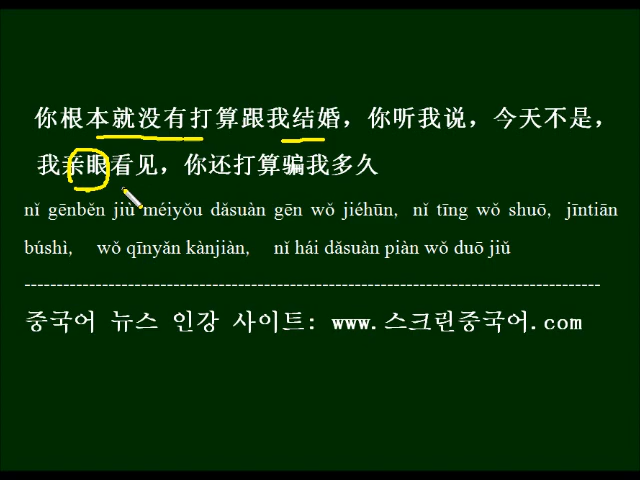 你根本就没有打算跟我结婚，你听我说，今天不是，
我亲眼看见，你还打算骗我多久
nǐ gēnběn jiù méiyǒu dǎsuàn gēn wǒ jiéhūn, nǐ tīng wǒ shuō, jīntiān
búshì, wǒ qīnyǎn kànjiàn, nǐ hái dǎsuàn piàn wǒ duō jiǔ
중국어 뉴스 인강 사이트: www.스크린중국어.com